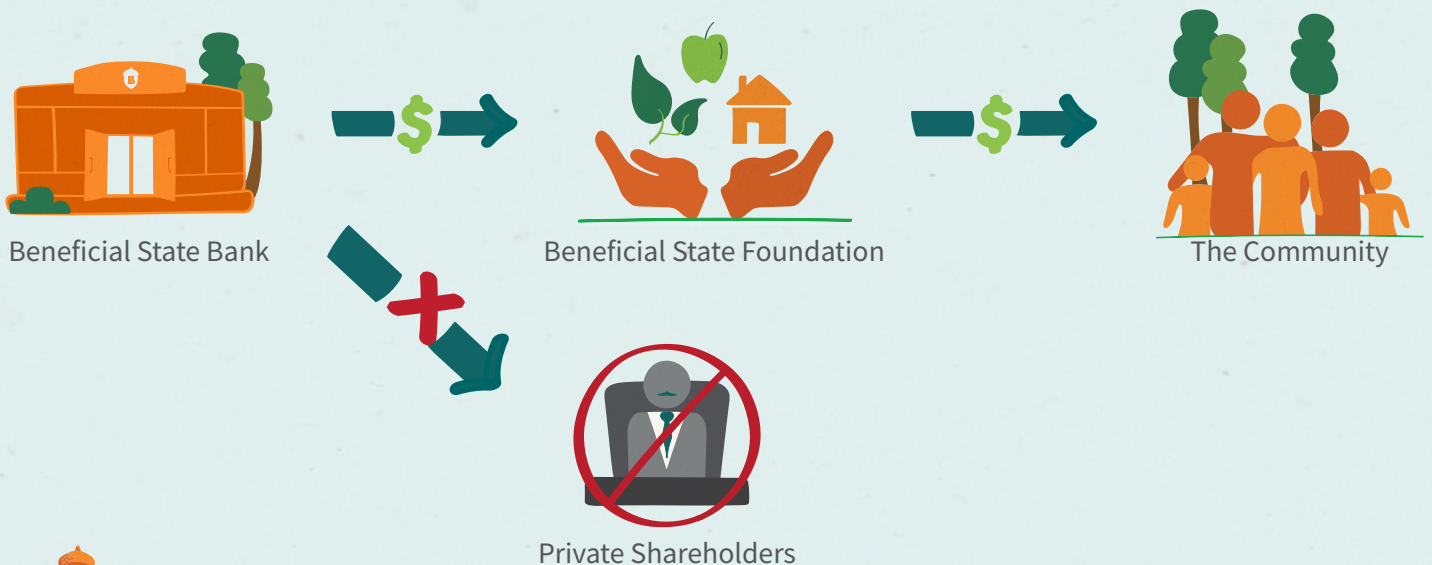 B
$
$
Beneficial State Bank
Beneficial State Foundation
The Community
Private Shareholders